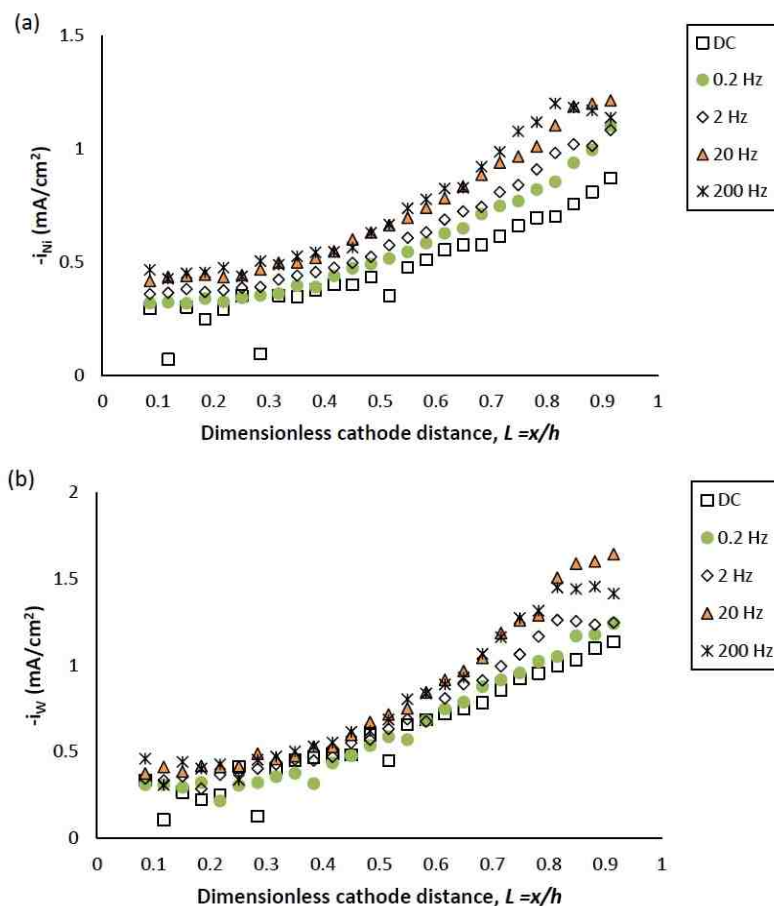 (a)
-i_Ni (mA/cm²)
1.5
1
0.5
0
0 0.1 0.2 0.3 0.4 0.5 0.6 0.7 0.8 0.9 1
Dimensionless cathode distance, L =x/h
DC
0.2 Hz
2 Hz
20 Hz
200 Hz
(b)
-i_W (mA/cm²)
2
1.5
1
0.5
0
0 0.1 0.2 0.3 0.4 0.5 0.6 0.7 0.8 0.9 1
Dimensionless cathode distance, L =x/h
DC
0.2 Hz
2 Hz
20 Hz
200 Hz